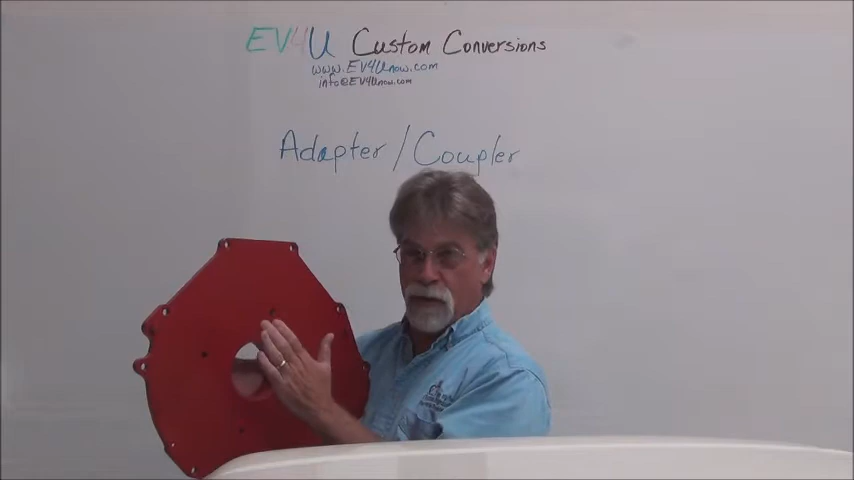 EV4U Custom Conversions
www.EV4Unow.com
info@EV4Unow.com
Adapter/Coupler